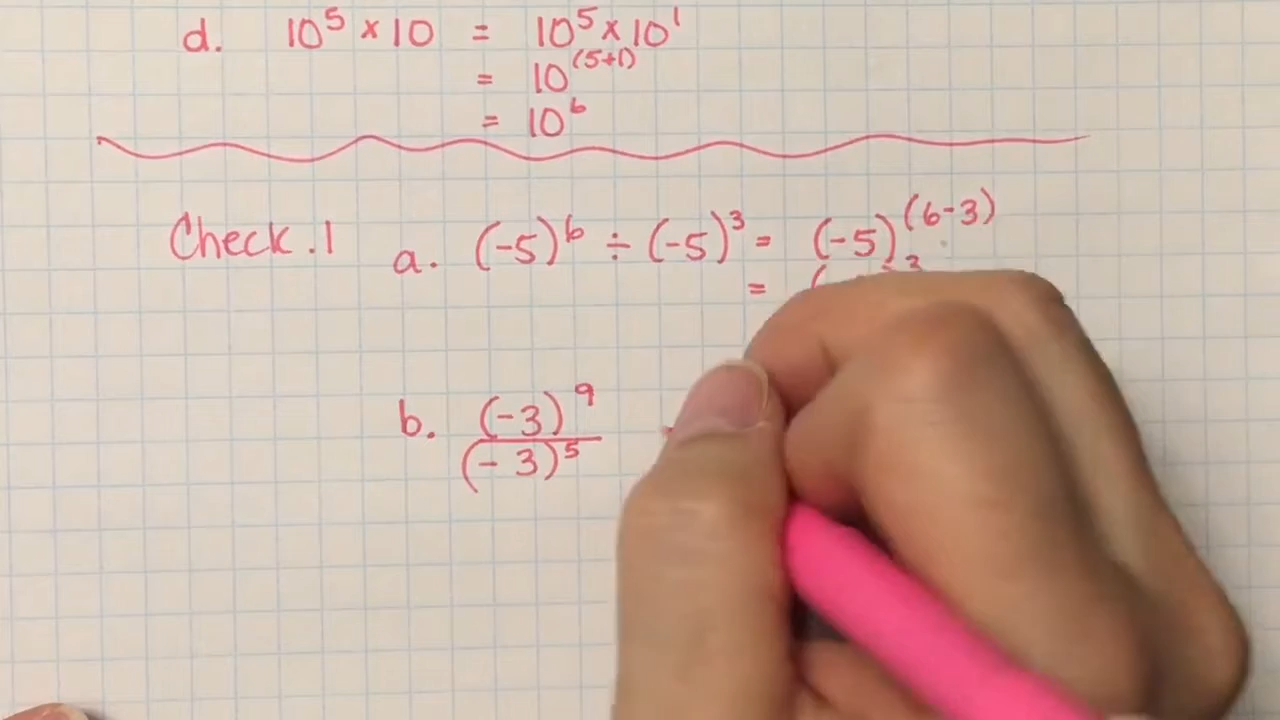 d. 10⁵ × 10 = 10⁵ × 10¹
= 10⁽⁵⁺¹⁾
= 10⁶
Check.1 a. (-5)⁶ ÷ (-5)³ = (-5)⁽⁶⁻³⁾
= ( ³
b. (-3)⁹
(-3)⁵